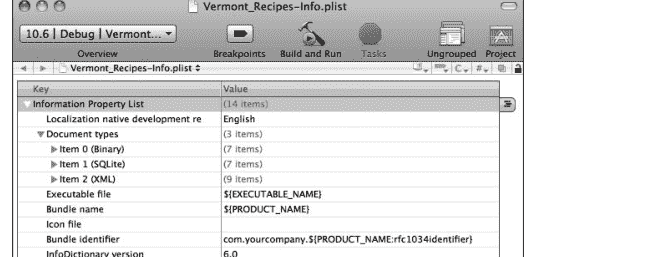 Vermont_Recipes-Info.plist
10.6 | Debug | Vermont...
Overview
Breakpoints
Build and Run
Tasks
Ungrouped
Project
Vermont_Recipes-Info.plist
C
#
Key Value
Information Property List (14 items)
Localization native development re English
Document types (3 items)
Item 0 (Binary) (7 items)
Item 1 (SQLite) (7 items)
Item 2 (XML) (9 items)
Executable file ${EXECUTABLE_NAME}
Bundle name ${PRODUCT_NAME}
Icon file
Bundle identifier com.yourcompany.${PRODUCT_NAME:rfc1034identifier}
InfoDictionary version 6.0